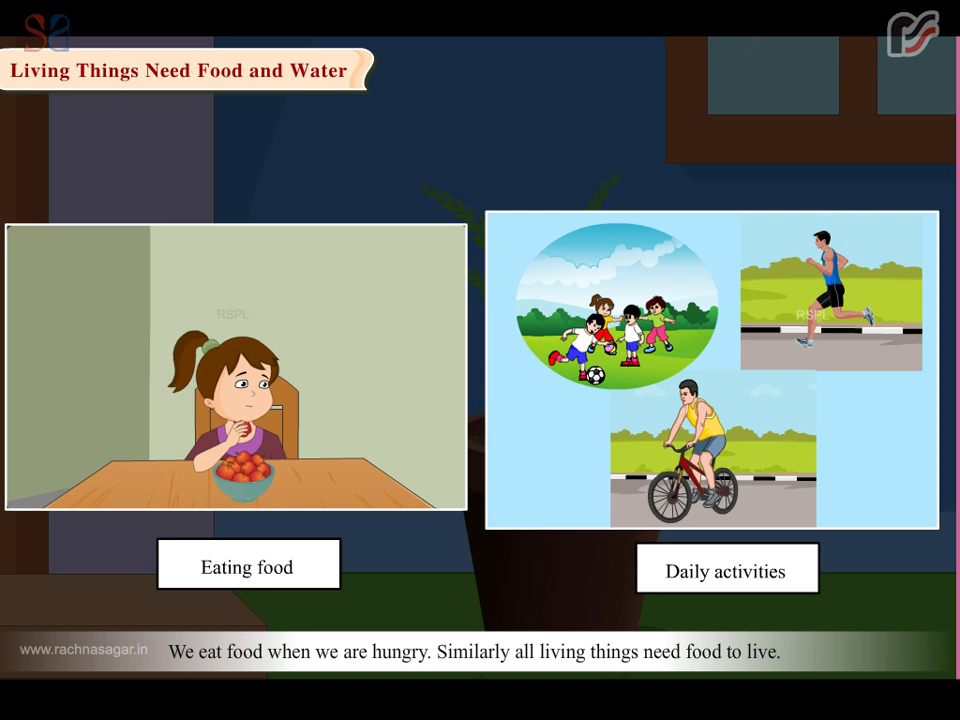 Living Things Need Food and Water
RSPL
RSPL
Eating food
Daily activities
www.rachnasagar.in
We eat food when we are hungry. Similarly all living things need food to live.